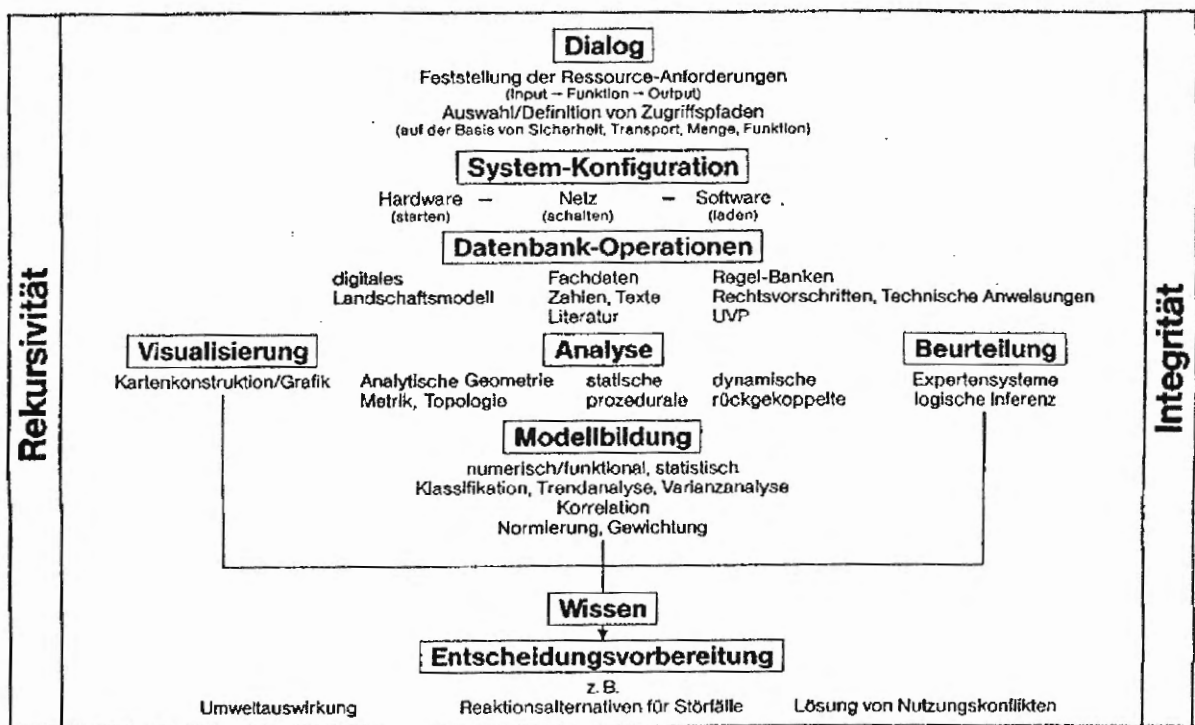 Rekursivität
Dialog
Feststellung der Ressource-Anforderungen
(Input – Funktion – Output)
Auswahl/Definition von Zugriffspfaden
(auf der Basis von Sicherheit, Transport, Menge, Funktion)
System-Konfiguration
Hardware – Netz – Software
(starten) (schalten) (laden)
Datenbank-Operationen
digitales Fachdaten Regel-Banken
Landschaftsmodell Zahlen, Texte Rechtsvorschriften, Technische Anweisungen
Literatur UVP
Visualisierung Analyse Beurteilung
Kartenkonstruktion/Grafik Analytische Geometrie statische dynamische Expertensysteme
Metrik, Topologie prozedurale rückgekoppelte logische Inferenz
Modellbildung
numerisch/funktional, statistisch
Klassifikation, Trendanalyse, Varianzanalyse
Korrelation
Normierung, Gewichtung
Wissen
Entscheidungsvorbereitung
z. B.
Umweltauswirkung Reaktionsalternativen für Störfälle Lösung von Nutzungskonflikten
Integrität